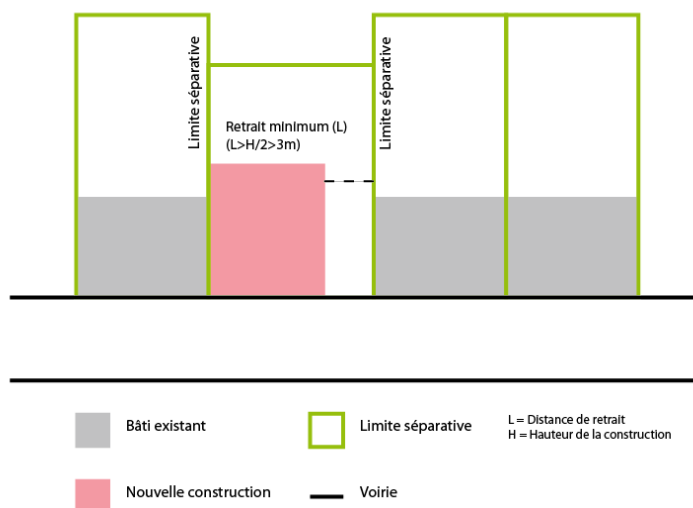 Limite séparative
Limite séparative
Retrait minimum (L)
(L>H/2>3m)
Bâti existant
Limite séparative
L = Distance de retrait
H = Hauteur de la construction
Nouvelle construction
Voirie